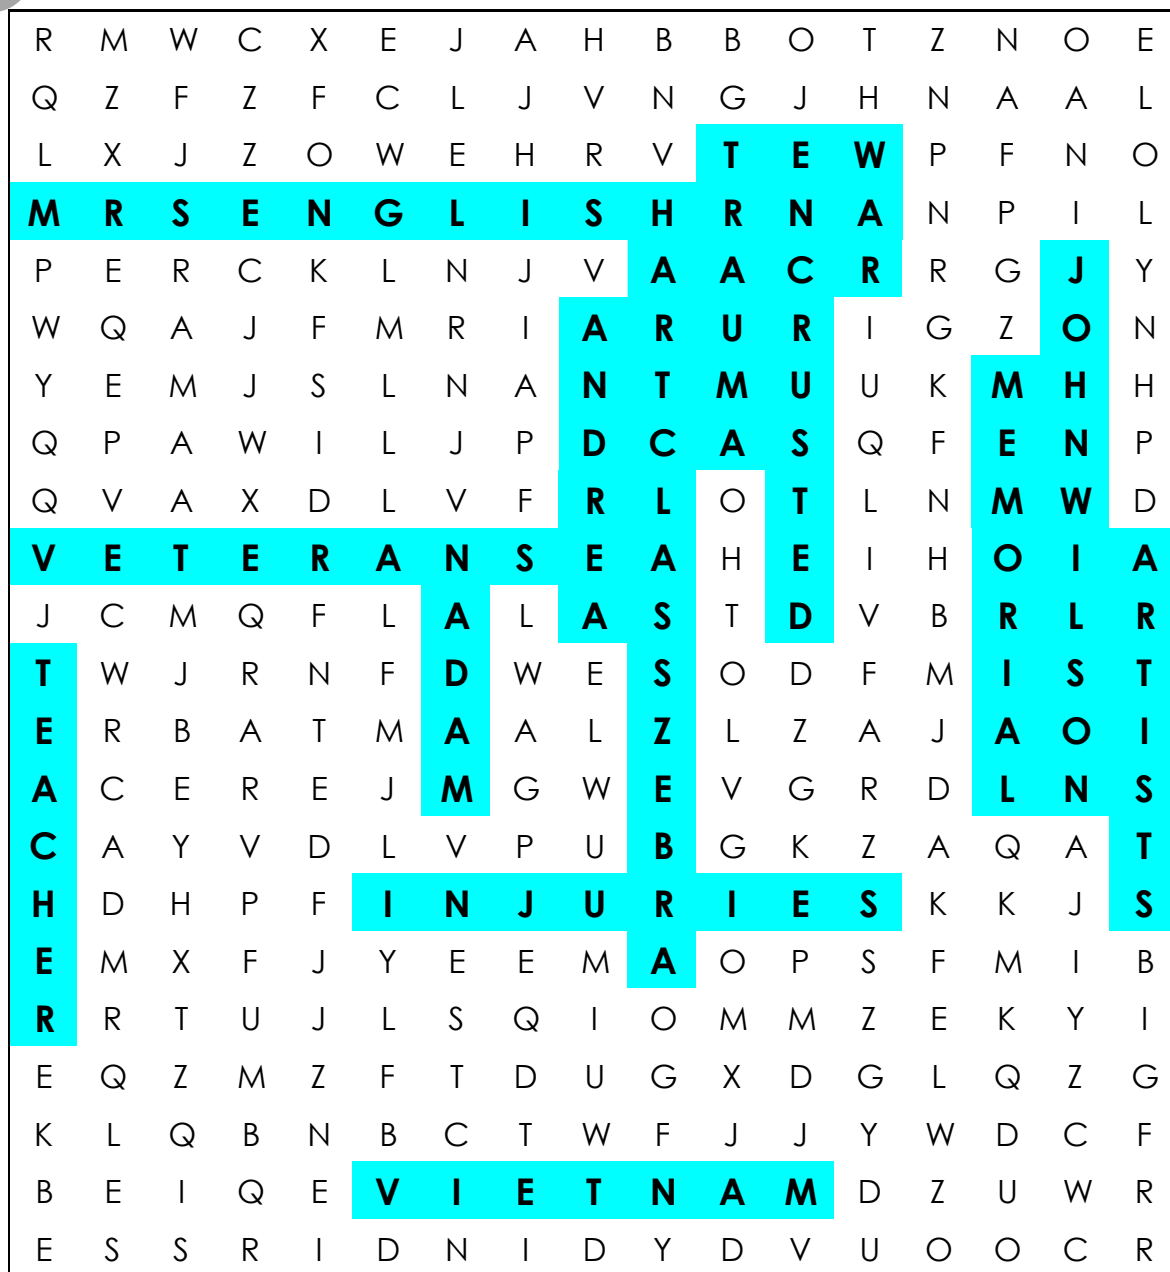 R M W C X E J A H B B O T Z N O E
Q Z F Z F C L J V N G J H N A A L
L X J Z O W E H R V T E W P F N O
M R S E N G L I S H R N A N P I L
P E R C K L N J V A A C R R G J Y
W Q A J F M R I A R U R I G Z O N
Y E M J S L N A N T M U U K M H H
Q P A W I L J P D C A S Q F E N P
Q V A X D L V F R L O T L N M W D
V E T E R A N S E A H E I H O I A
J C M Q F L A L A S T D V B R L R
T W J R N F D W E S O D F M I S T
E R B A T M A A L Z L Z A J A O I
A C E R E J M G W E V G R D L N S
C A Y V D L V P U B G K Z A Q A T
H D H P F I N J U R I E S K K J S
E M X F J Y E E M A O P S F M I B
R R T U J L S Q I O M M Z E K Y I
E Q Z M Z F T D U G X D G L Q Z G
K L Q B N B C T W F J J Y W D C F
B E I Q E V I E T N A M D Z U W R
E S S R I D N I D Y D V U O O C R